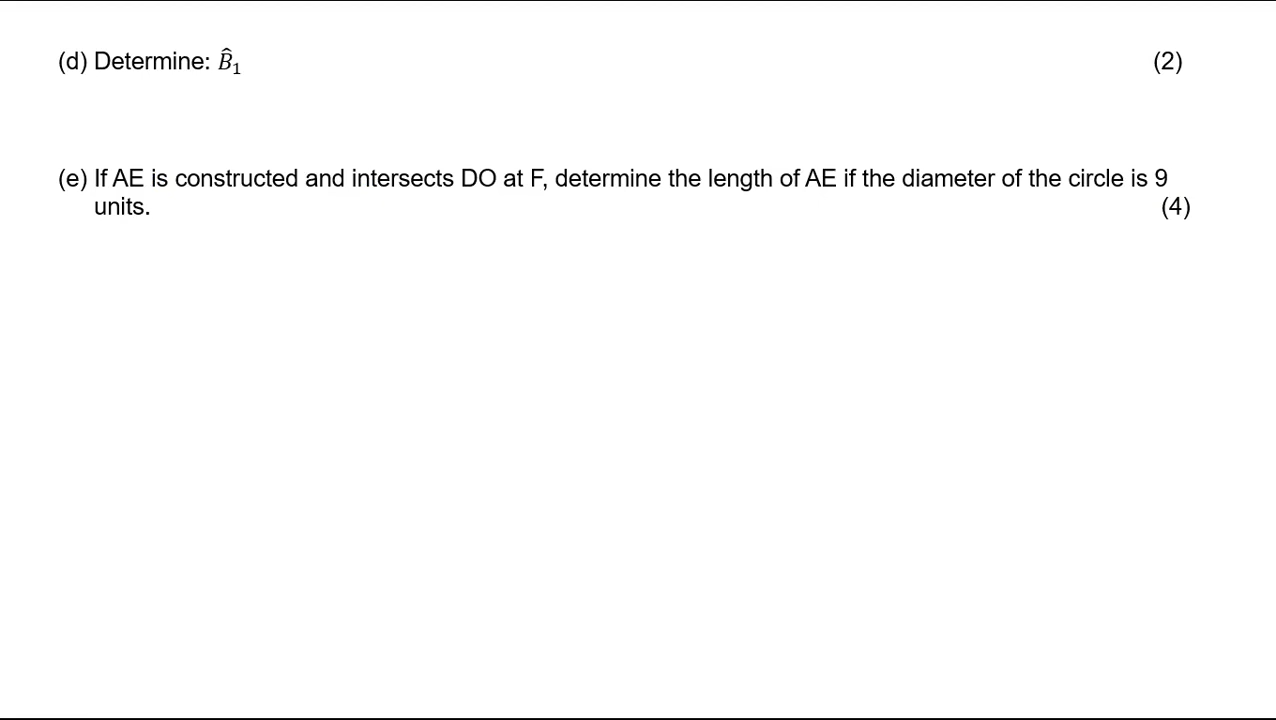 (d) Determine: B̂₁ (2)
(e) If AE is constructed and intersects DO at F, determine the length of AE if the diameter of the circle is 9
units. (4)